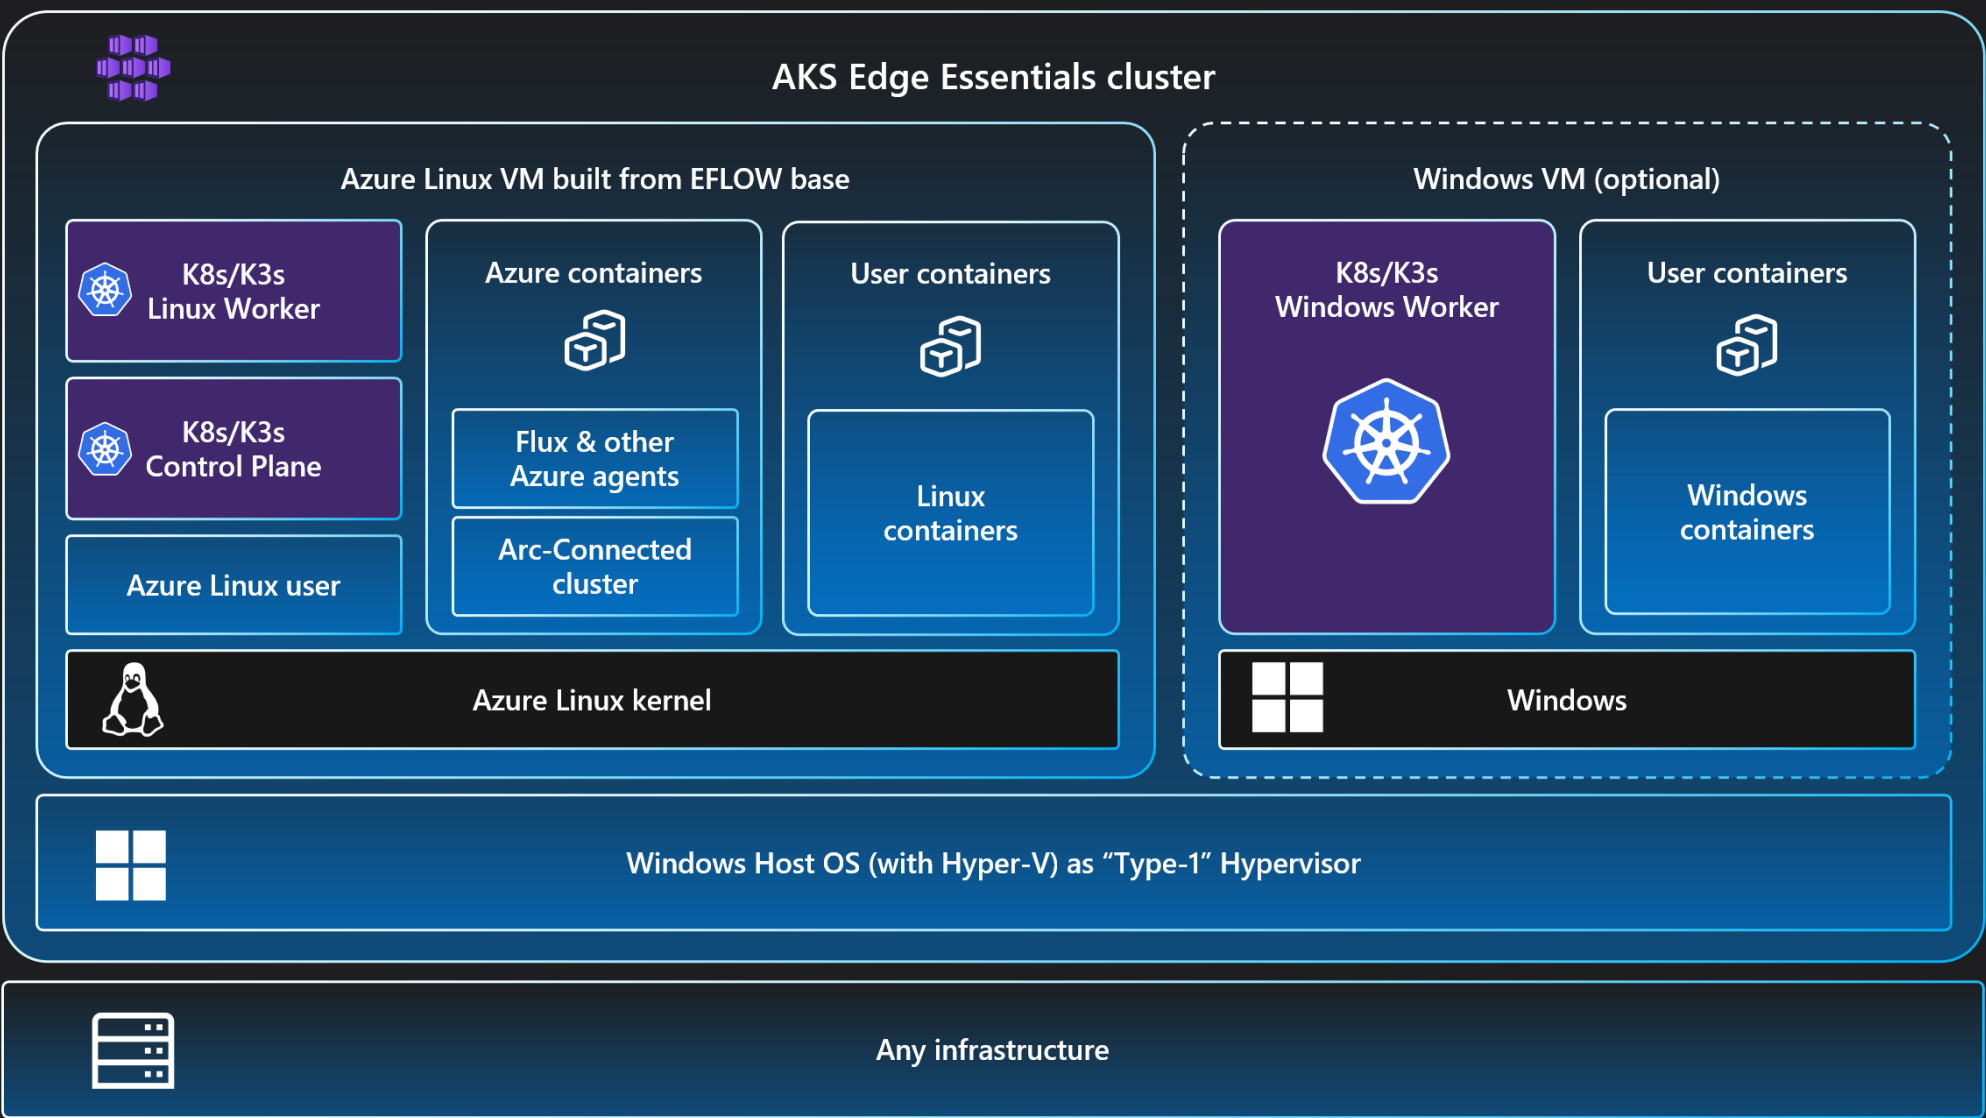 AKS Edge Essentials cluster
Azure Linux VM built from EFLOW base
K8s/K3s
Linux Worker
K8s/K3s
Control Plane
Azure Linux user
Azure containers
Flux & other
Azure agents
Arc-Connected
cluster
User containers
Linux
containers
Azure Linux kernel
Windows VM (optional)
K8s/K3s
Windows Worker
User containers
Windows
containers
Windows
Windows Host OS (with Hyper-V) as “Type-1” Hypervisor
Any infrastructure